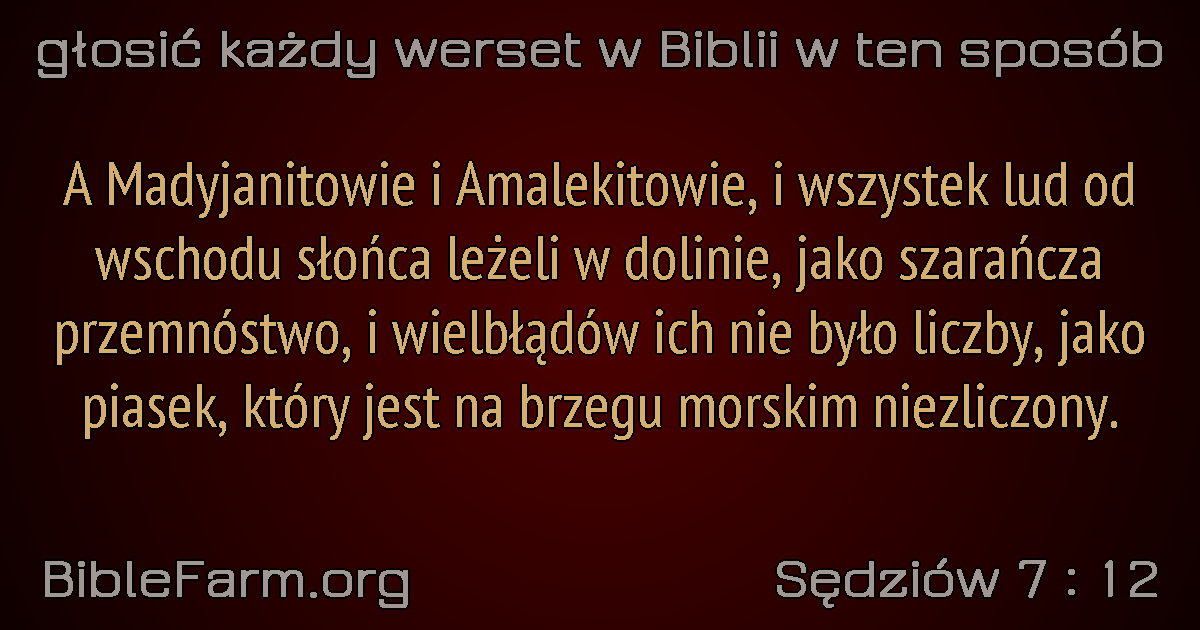 głosić każdy werset w Biblii w ten sposób
A Madyjanitowie i Amalekitowie, i wszystek lud od
wschodu słońca leżeli w dolinie, jako szarańcza
przemnóstwo, i wielbłądów ich nie było liczby, jako
piasek, który jest na brzegu morskim niezliczony.
BibleFarm.org
Sędziów 7 : 12